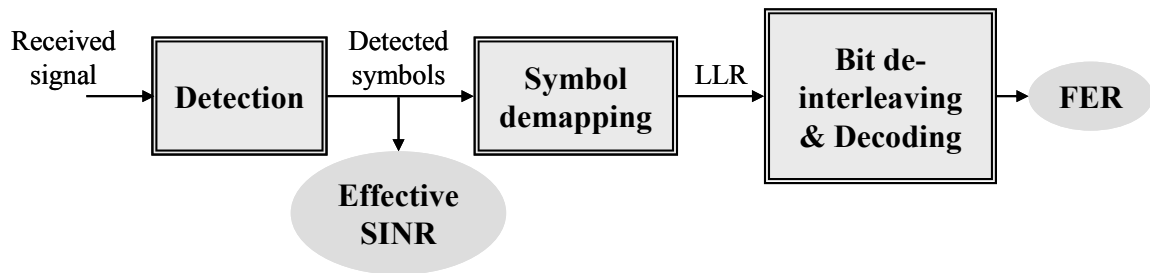 Received
signal
Detection
Detected
symbols
Effective
SINR
Symbol
demapping
LLR
Bit de-
interleaving
& Decoding
FER